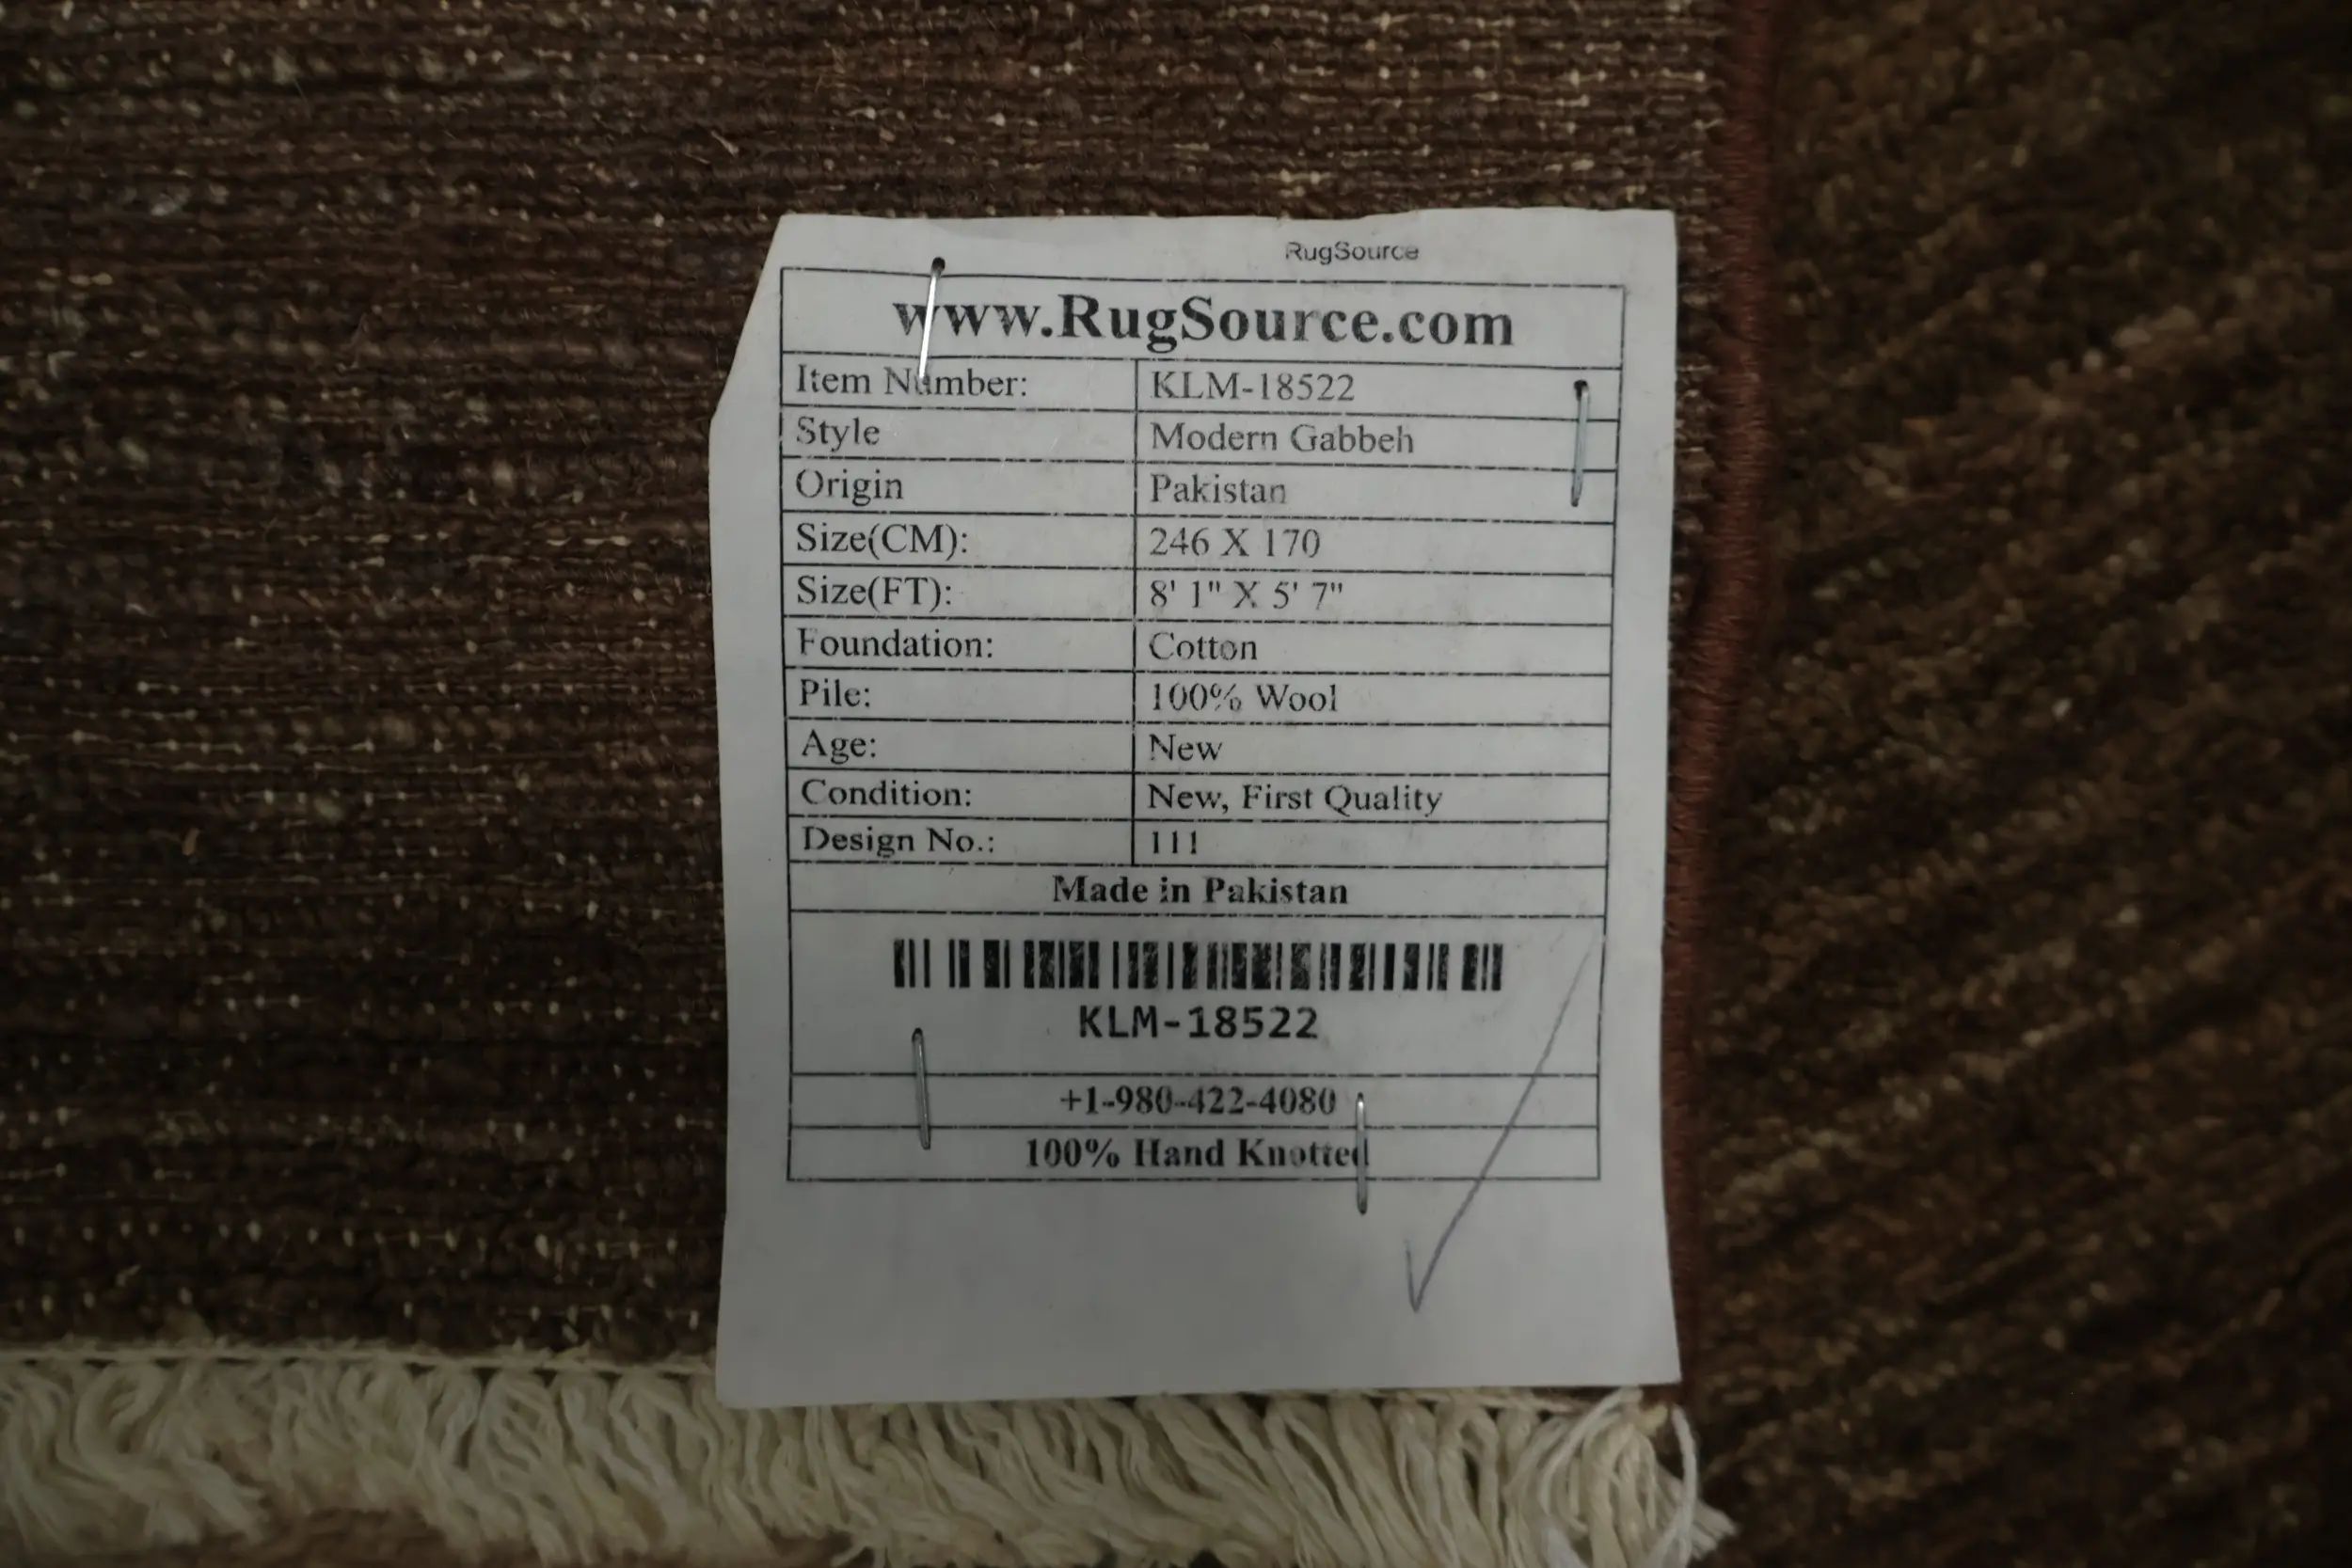 RugSource
www.RugSource.com
Item Number: KLM-18522
Style Modern Gabbeh
Origin Pakistan
Size(CM): 246 X 170
Size(FT): 8' 1" X 5' 7"
Foundation: Cotton
Pile: 100% Wool
Age: New
Condition: New, First Quality
Design No.: 111
Made in Pakistan
KLM-18522
+1-980-422-4080
100% Hand Knotted